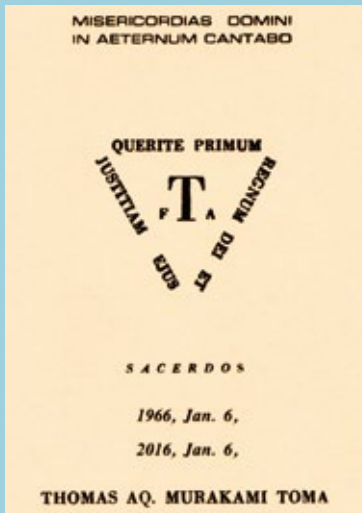 MISERICORDIAS DOMINI
IN AETERNUM CANTABO
QUERITE PRIMUM
REGNUM DEI ET
JUSTITIAM EJUS
F T A
SACERDOS
1966, Jan. 6,
2016, Jan. 6,
THOMAS AQ. MURAKAMI TOMA